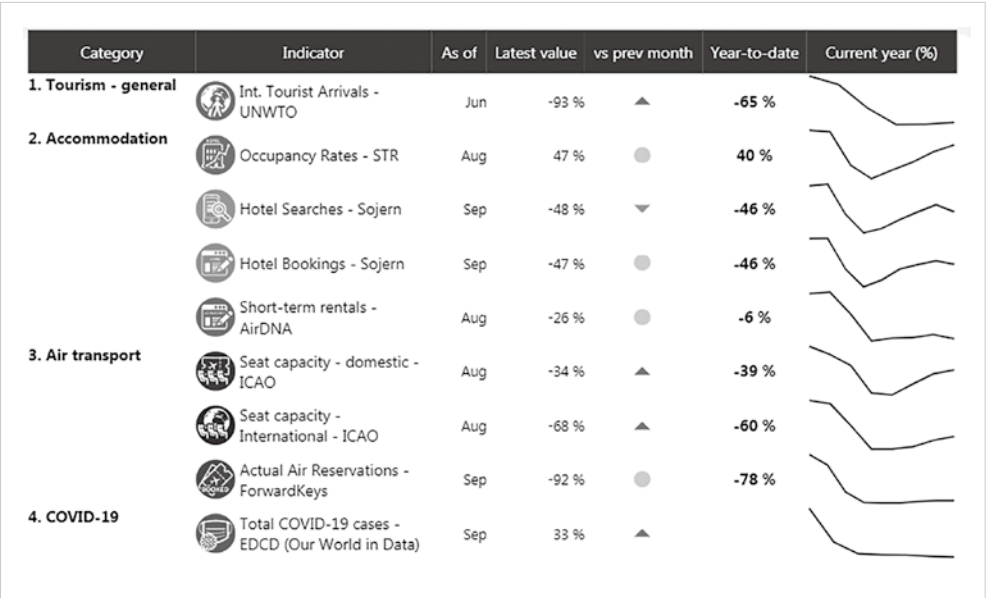 Category Indicator As of Latest value vs prev month Year-to-date Current year (%)
1. Tourism - general
Int. Tourist Arrivals -
UNWTO
Jun -93 % -65 %
2. Accommodation
Occupancy Rates - STR Aug 47 % 40 %
Hotel Searches - Sojern Sep -48 % -46 %
Hotel Bookings - Sojern Sep -47 % -46 %
Short-term rentals -
AirDNA
Aug -26 % -6 %
3. Air transport
Seat capacity - domestic -
ICAO
Aug -34 % -39 %
Seat capacity -
International - ICAO
Aug -68 % -60 %
Actual Air Reservations -
ForwardKeys
BOOKED
Sep -92 % -78 %
4. COVID-19
Total COVID-19 cases -
EDCD (Our World in Data)
Sep 33 %